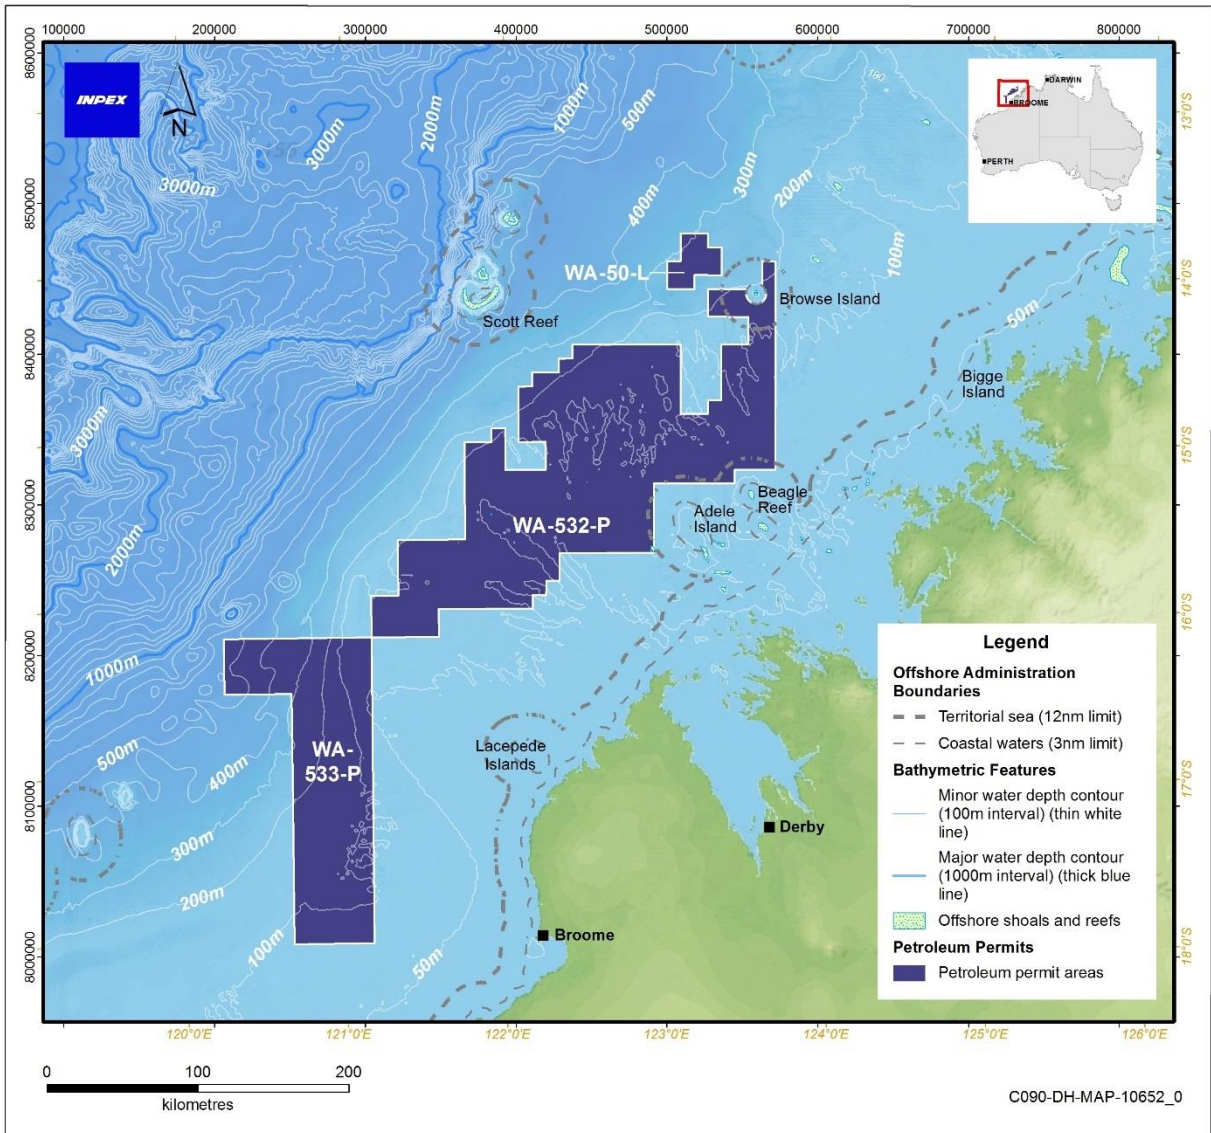 100000 200000 300000 400000 500000 600000 700000 800000
8600000
8500000
8400000
8300000
8200000
8100000
8000000
INPEX
N
3000m
3000m
2000m
1000m
500m
400m
300m
200m
100m
50m
DARWIN
BROOME
PERTH
13°0'S
14°0'S
15°0'S
16°0'S
17°0'S
18°0'S
WA-50-L
Browse Island
Scott Reef
Bigge
Island
3000m
2000m
1000m
500m
400m
300m
200m
100m
50m
WA-532-P
Beagle
Reef
Adele
Island
WA-
533-P
Lacepede
Islands
Derby
Broome
Legend
Offshore Administration
Boundaries
Territorial sea (12nm limit)
Coastal waters (3nm limit)
Bathymetric Features
Minor water depth contour
(100m interval) (thin white
line)
Major water depth contour
(1000m interval) (thick blue
line)
Offshore shoals and reefs
Petroleum Permits
Petroleum permit areas
120°0'E 121°0'E 122°0'E 123°0'E 124°0'E 125°0'E 126°0'E
0 100 200
kilometres
C090-DH-MAP-10652_0